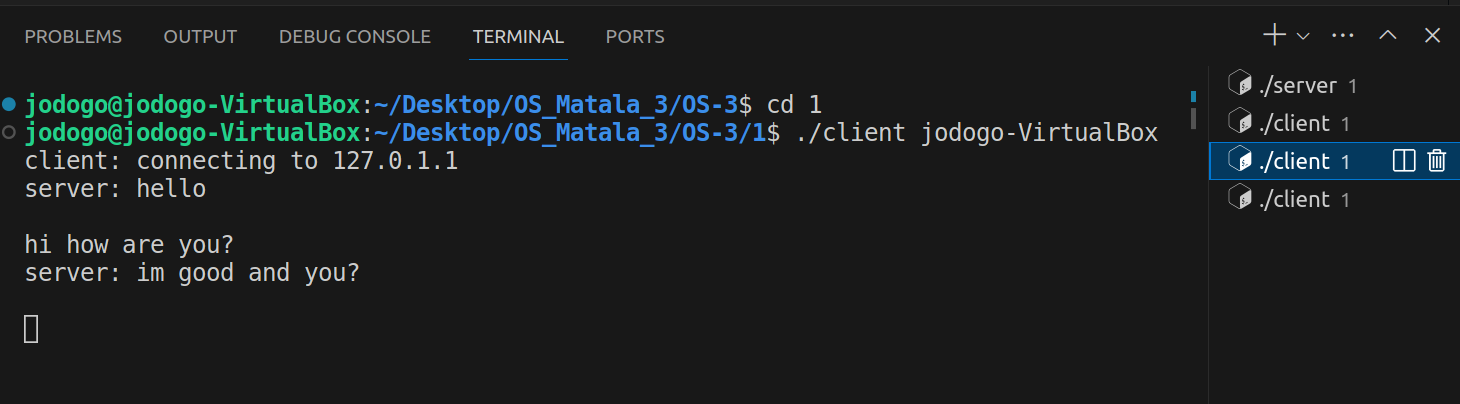 PROBLEMS OUTPUT DEBUG CONSOLE TERMINAL PORTS
jodogo@jodogo-VirtualBox:~/Desktop/OS_Matala_3/OS-3$ cd 1
jodogo@jodogo-VirtualBox:~/Desktop/OS_Matala_3/OS-3/1$ ./client jodogo-VirtualBox
client: connecting to 127.0.1.1
server: hello
hi how are you?
server: im good and you?
./server 1
./client 1
./client 1
./client 1